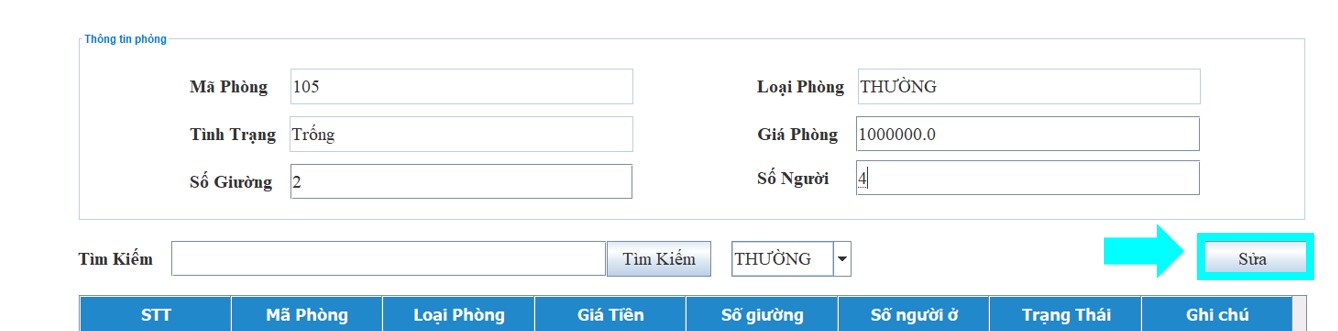 Thông tin phòng
Mã Phòng 105 Loại Phòng THƯỜNG
Tình Trạng Trống Giá Phòng 1000000.0
Số Giường 2 Số Người 4
Tìm Kiếm Tìm Kiếm THƯỜNG Sửa
STT Mã Phòng Loại Phòng Giá Tiền Số giường Số người ở Trạng Thái Ghi chú